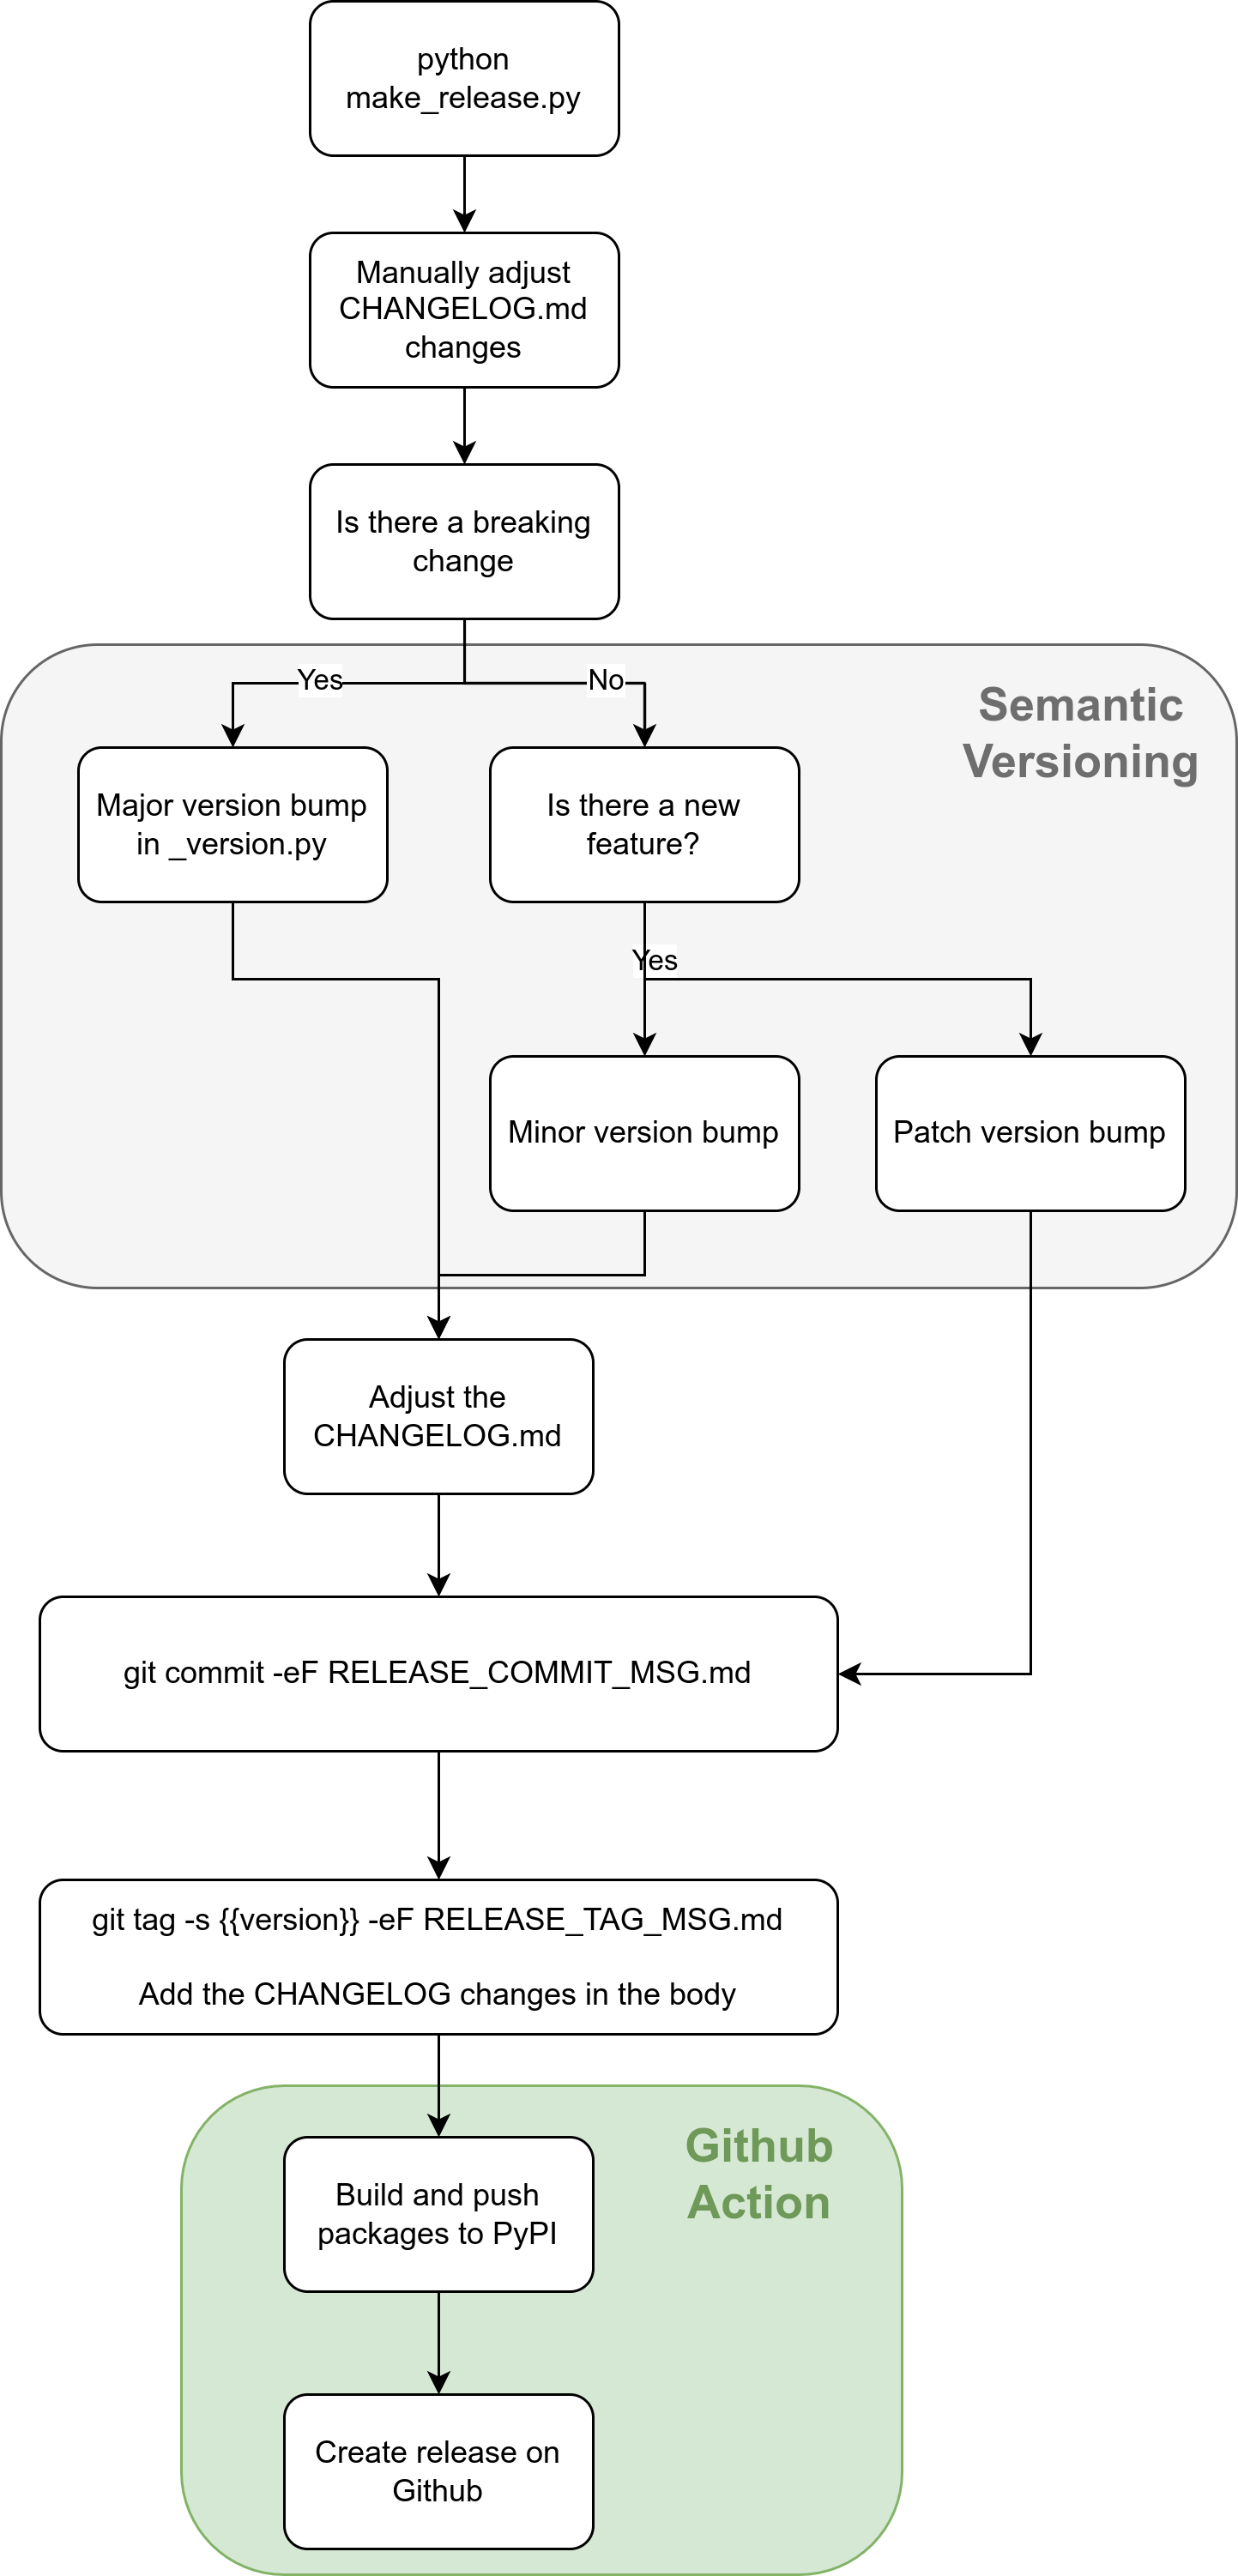 python
make_release.py
Manually adjust
CHANGELOG.md
changes
Is there a breaking
change
Yes
No
Semantic
Versioning
Major version bump
in _version.py
Is there a new
feature?
Yes
Minor version bump
Patch version bump
Adjust the
CHANGELOG.md
git commit -eF RELEASE_COMMIT_MSG.md
git tag -s {{version}} -eF RELEASE_TAG_MSG.md
Add the CHANGELOG changes in the body
Github
Action
Build and push
packages to PyPI
Create release on
Github